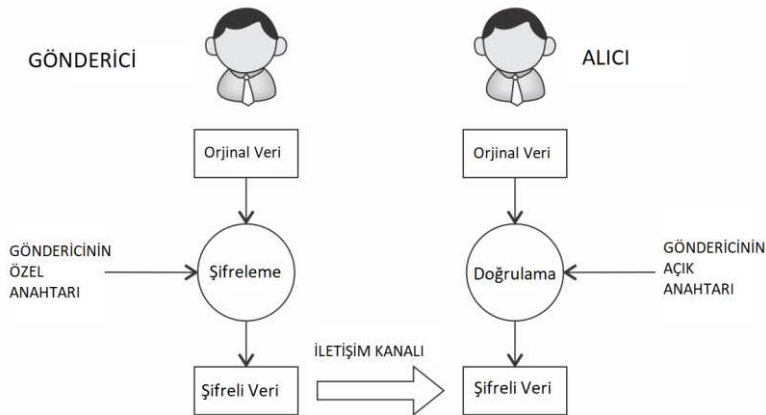 GÖNDERİCİ
ALICI
Orjinal Veri
Orjinal Veri
GÖNDERİCİNİN
ÖZEL
ANAHTARI
Şifreleme
Doğrulama
GÖNDERİCİNİN
AÇIK
ANAHTARI
İLETİŞİM KANALI
Şifreli Veri
Şifreli Veri